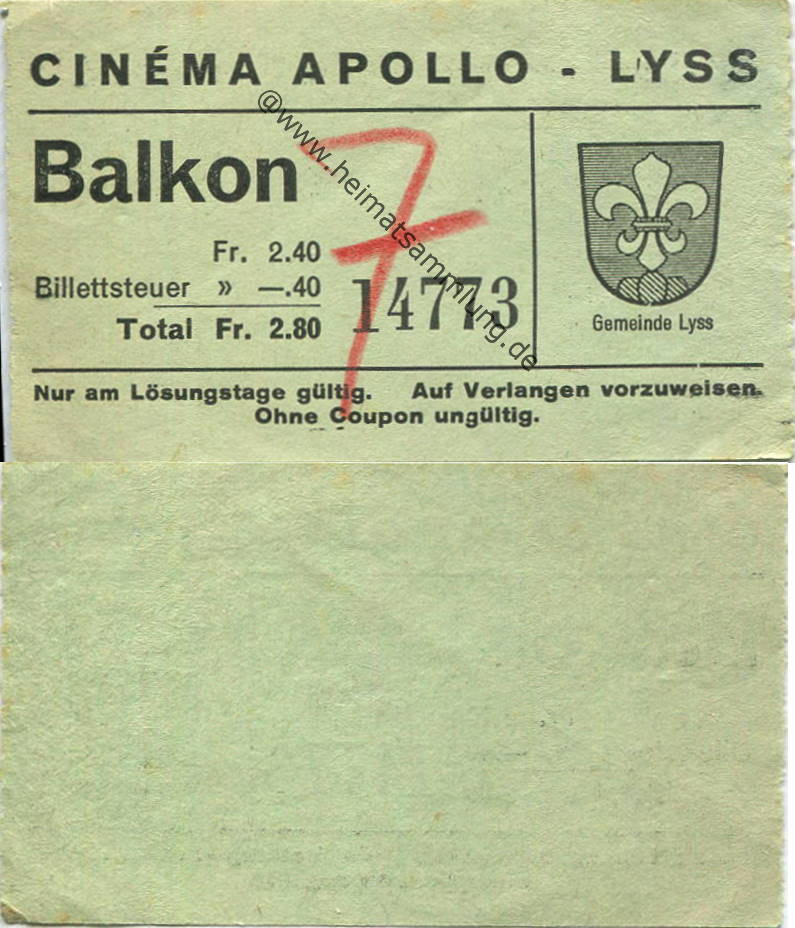 CINÉMA APOLLO - LYSS
Balkon
7
Fr. 2.40
Billettsteuer » —.40
Total Fr. 2.80
14773
Gemeinde Lyss
Nur am Lösungstage gültig. Auf Verlangen vorzuweisen.
Ohne Coupon ungültig.
@www.heimatsammlung.de